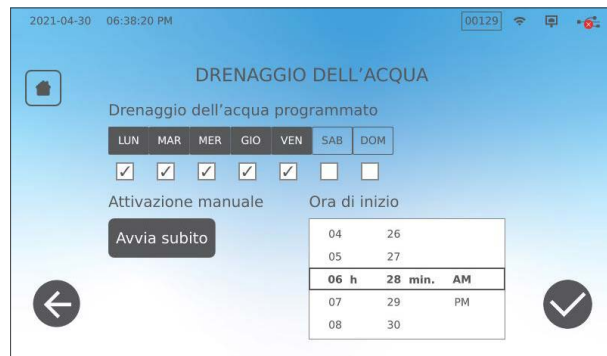 2021-04-30 06:38:20 PM 00129
DRENAGGIO DELL'ACQUA
Drenaggio dell'acqua programmato
LUN MAR MER GIO VEN SAB DOM
Attivazione manuale Ora di inizio
Avvia subito
04 26
05 27
06 h 28 min. AM
07 29 PM
08 30